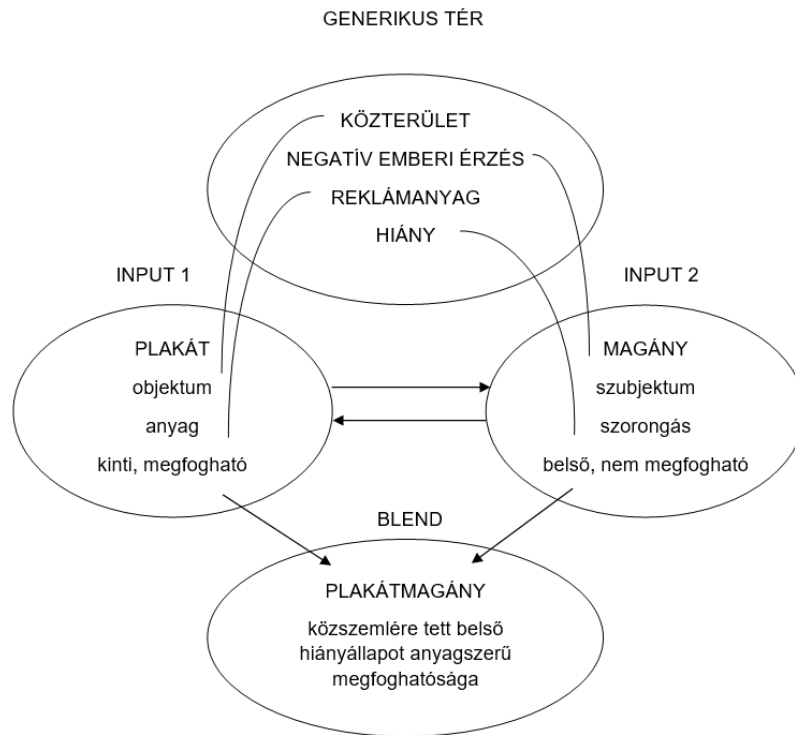 GENERIKUS TÉR
KÖZTERÜLET
NEGATÍV EMBERI ÉRZÉS
REKLÁMANYAG
HIÁNY
INPUT 1
PLAKÁT
objektum
anyag
kinti, megfogható
INPUT 2
MAGÁNY
szubjektum
szorongás
belső, nem megfogható
BLEND
PLAKÁTMAGÁNY
közszemlére tett belső
hiányállapot anyagszerű
megfoghatósága